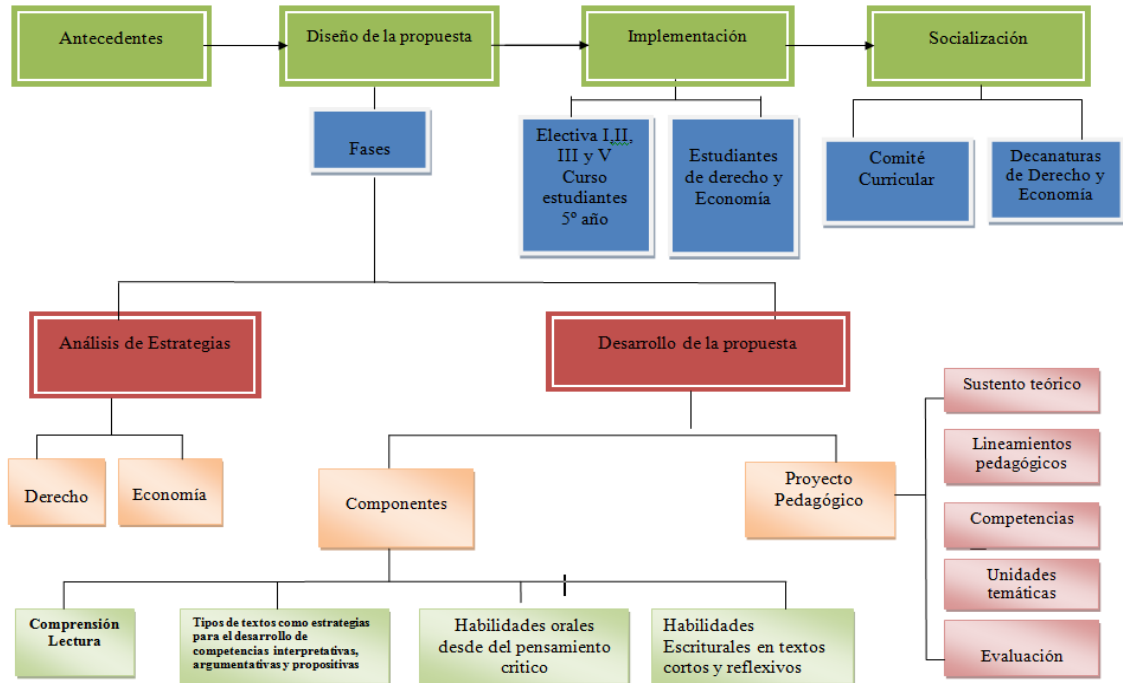 Antecedentes
Diseño de la propuesta
Implementación
Socialización
Fases
Electiva I,II,
III y V
Curso
estudiantes
5º año
Estudiantes
de derecho y
Economía
Comité
Curricular
Decanaturas
de Derecho y
Economía
Análisis de Estrategias
Desarrollo de la propuesta
Derecho
Economía
Componentes
Proyecto
Pedagógico
Sustento teórico
Lineamientos
pedagógicos
Competencias
Unidades
temáticas
Evaluación
Comprensión
Lectura
Tipos de textos como estrategias
para el desarrollo de
competencias interpretativas,
argumentativas y propositivas
Habilidades orales
desde del pensamiento
critico
Habilidades
Escriturales en textos
cortos y reflexivos